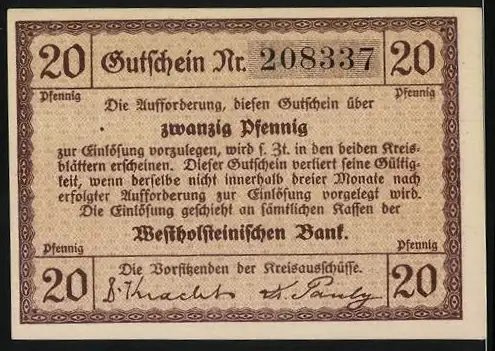 20 Gutschein Nr. 208337 20
Pfennig Pfennig
Die Aufforderung, diesen Gutschein über
zwanzig Pfennig
zur Einlösung vorzulegen, wird s. Zt. in den beiden Kreis-
blättern erscheinen. Dieser Gutschein verliert seine Gültig-
keit, wenn derselbe nicht innerhalb dreier Monate nach
erfolgter Aufforderung zur Einlösung vorgelegt wird.
Die Einlösung geschieht an sämtlichen Kassen der
Westholsteinischen Bank.
Pfennig Pfennig
20 Die Vorsitzenden der Kreisausschüsse. 20
Kracht Pauly